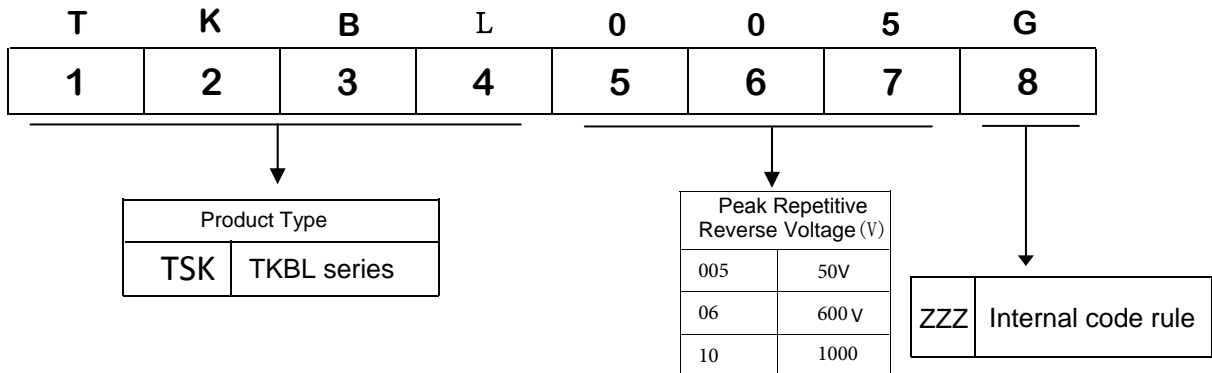 T K B L 0 0 5 G
1 2 3 4 5 6 7 8
Product Type
TSK TKBL series
Peak Repetitive
Reverse Voltage(V)
005 50V
06 600V
10 1000
ZZZ Internal code rule